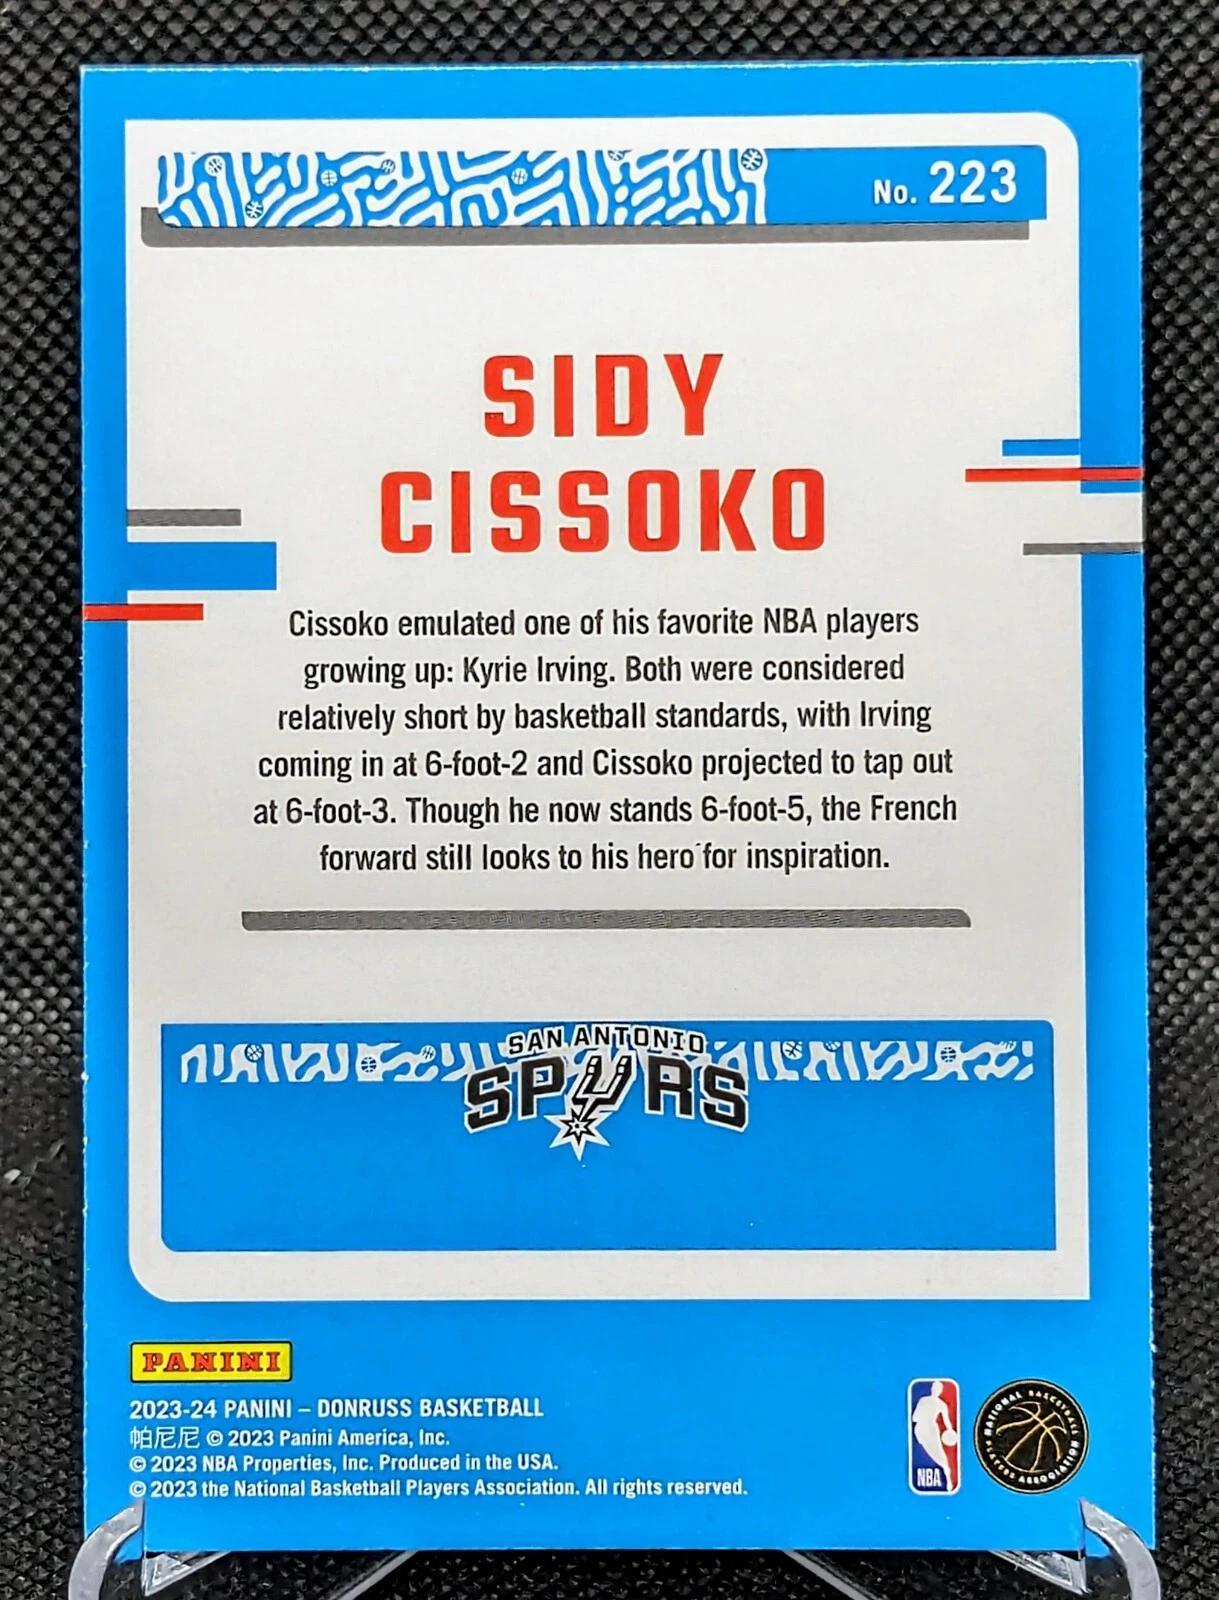 No. 223
SIDY
CISSOKO
Cissoko emulated one of his favorite NBA players
growing up: Kyrie Irving. Both were considered
relatively short by basketball standards, with Irving
coming in at 6-foot-2 and Cissoko projected to tap out
at 6-foot-3. Though he now stands 6-foot-5, the French
forward still looks to his hero for inspiration.
SAN ANTONIO
SPURS
PANINI
2023-24 PANINI – DONRUSS BASKETBALL
帕尼尼 © 2023 Panini America, Inc.
© 2023 NBA Properties, Inc. Produced in the USA.
© 2023 the National Basketball Players Association. All rights reserved.
NBA
NATIONAL BASKETBALL
PLAYERS ASSOCIATION